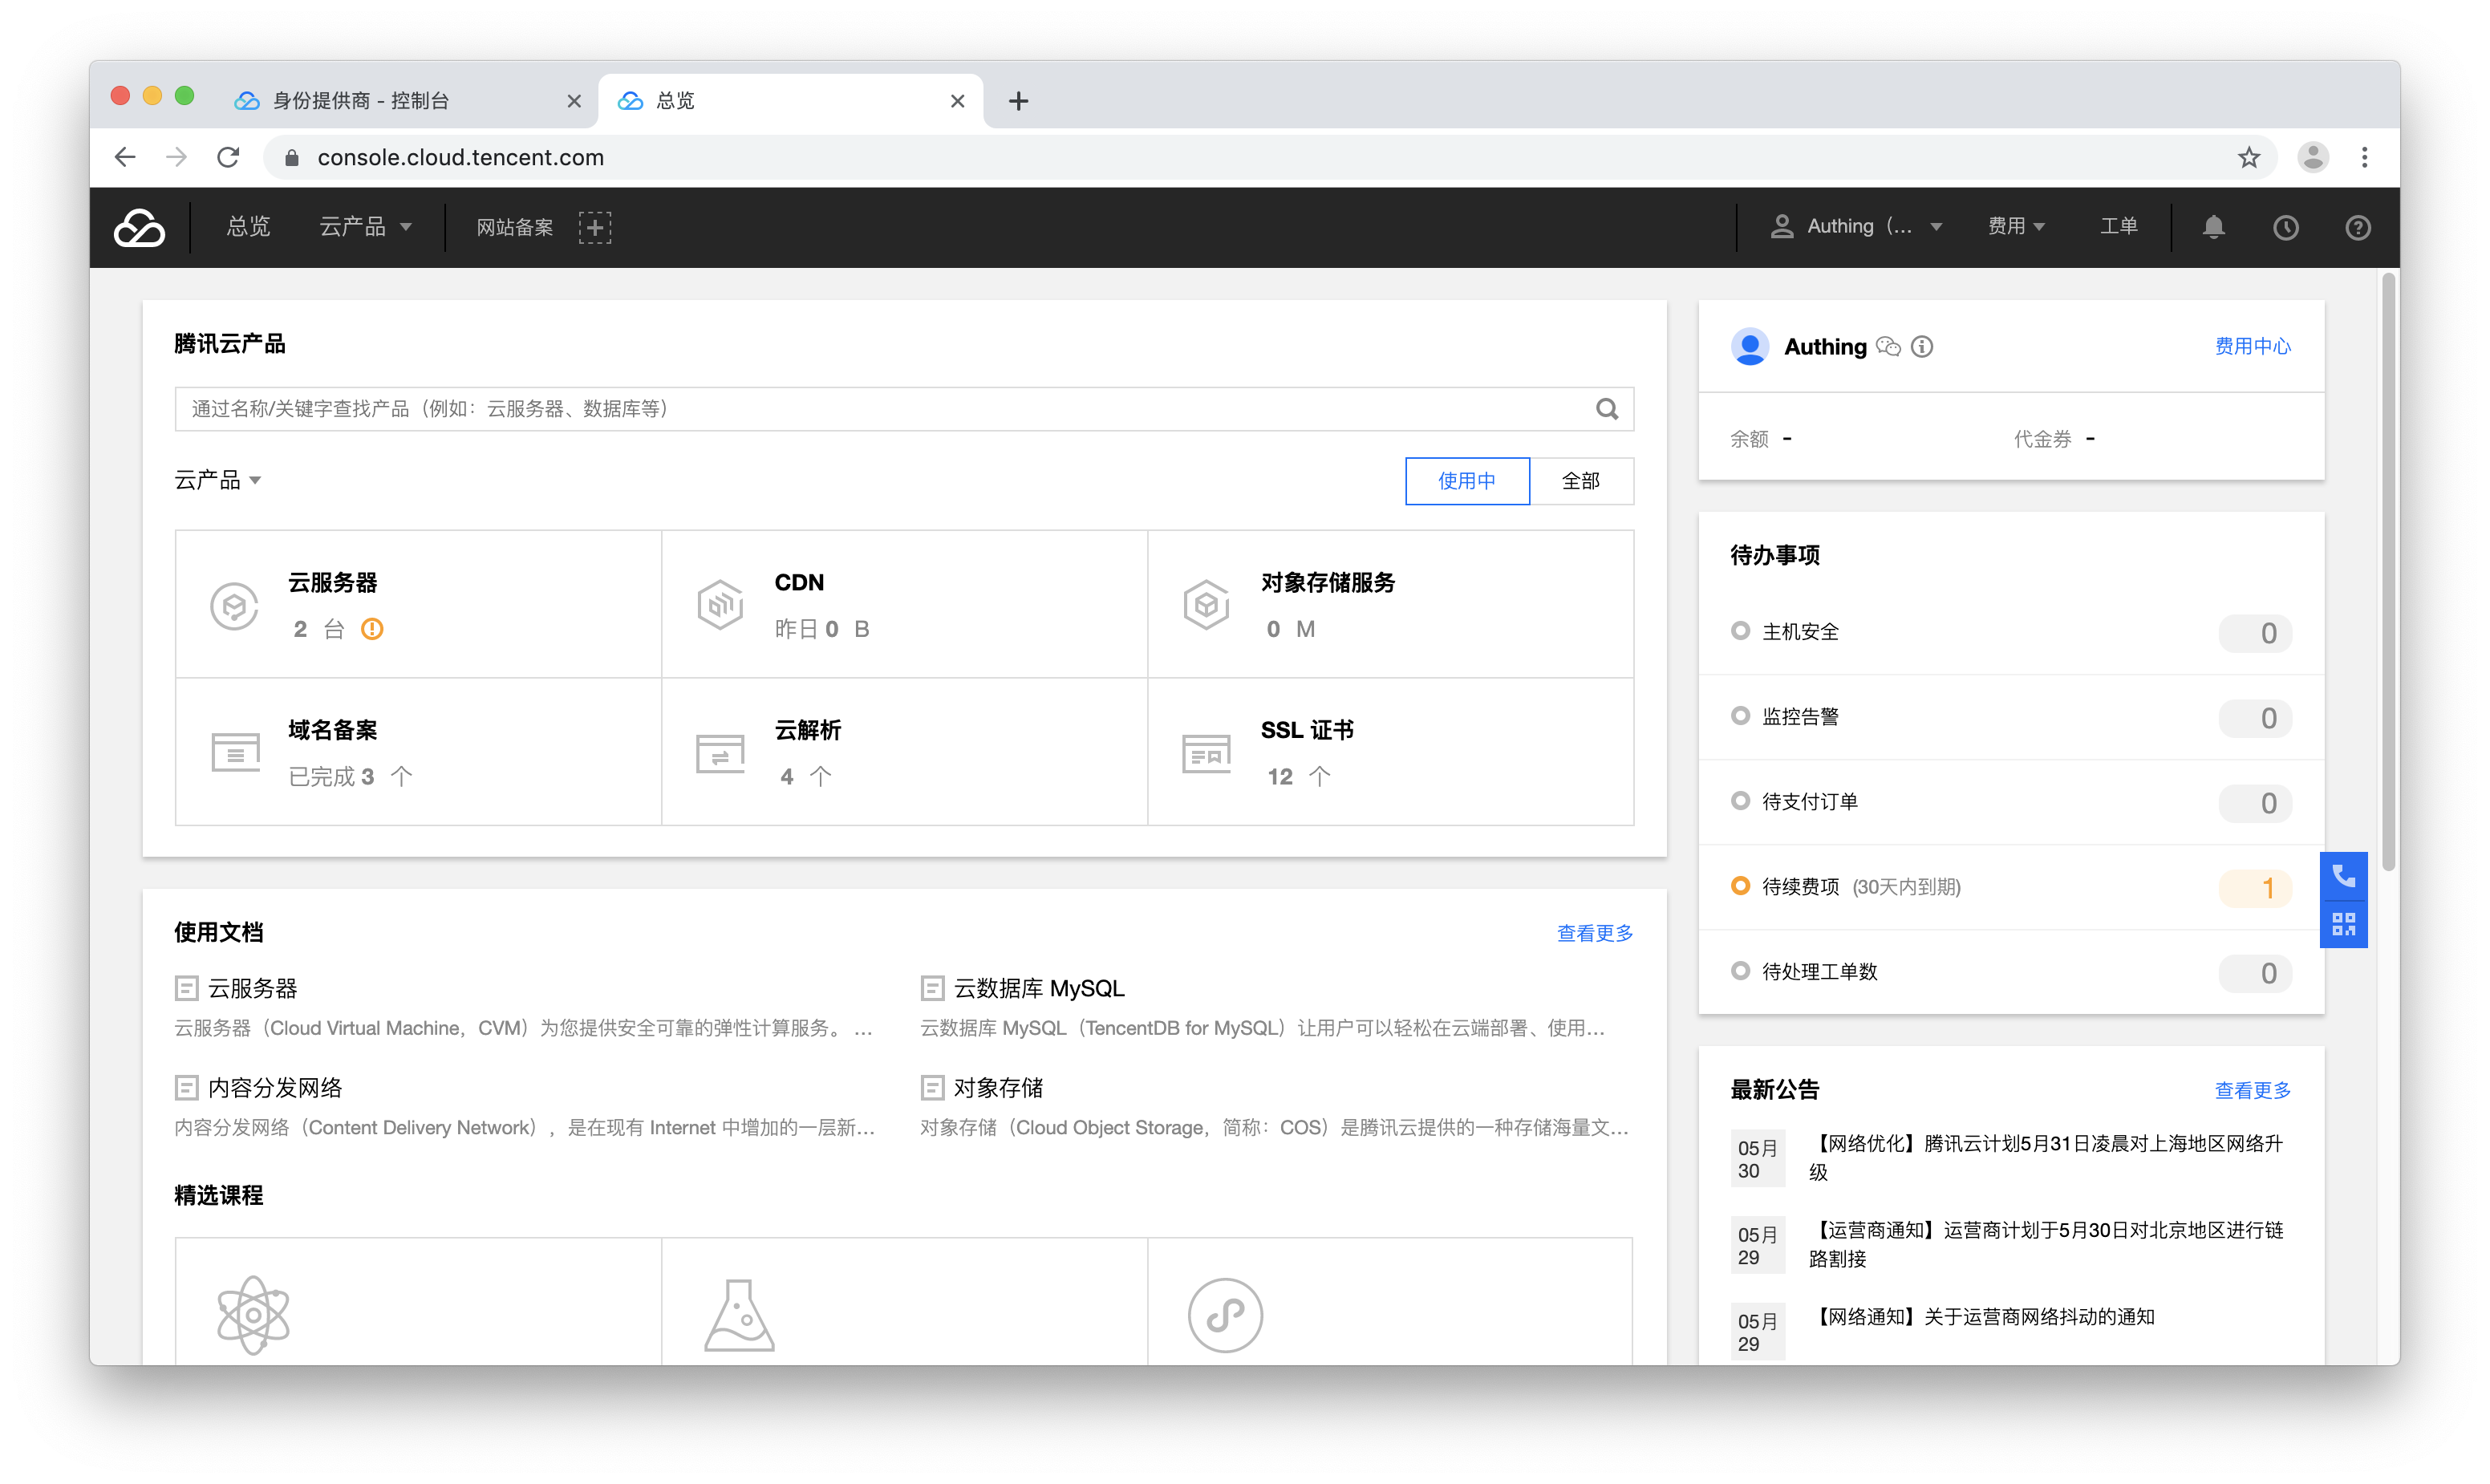 身份提供商 - 控制台
总览
console.cloud.tencent.com
总览
云产品
网站备案
Authing（...
费用
工单
腾讯云产品
通过名称/关键字查找产品（例如：云服务器、数据库等）
云产品
使用中
全部
云服务器
2 台
CDN
昨日 0 B
对象存储服务
0 M
域名备案
已完成 3 个
云解析
4 个
SSL 证书
12 个
使用文档
查看更多
云服务器
云服务器（Cloud Virtual Machine，CVM）为您提供安全可靠的弹性计算服务。 ...
云数据库 MySQL
云数据库 MySQL（TencentDB for MySQL）让用户可以轻松在云端部署、使用...
内容分发网络
内容分发网络（Content Delivery Network），是在现有 Internet 中增加的一层新...
对象存储
对象存储（Cloud Object Storage，简称：COS）是腾讯云提供的一种存储海量文...
精选课程
Authing
费用中心
余额 -
代金券 -
待办事项
主机安全
0
监控告警
0
待支付订单
0
待续费项 (30天内到期)
1
待处理工单数
0
最新公告
查看更多
05月
30
【网络优化】腾讯云计划5月31日凌晨对上海地区网络升
级
05月
29
【运营商通知】运营商计划于5月30日对北京地区进行链
路割接
05月
29
【网络通知】关于运营商网络抖动的通知